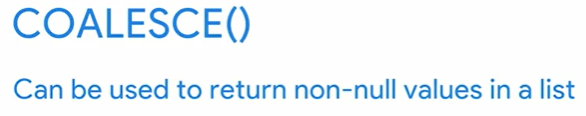 COALESCE()
Can be used to return non-null values in a list